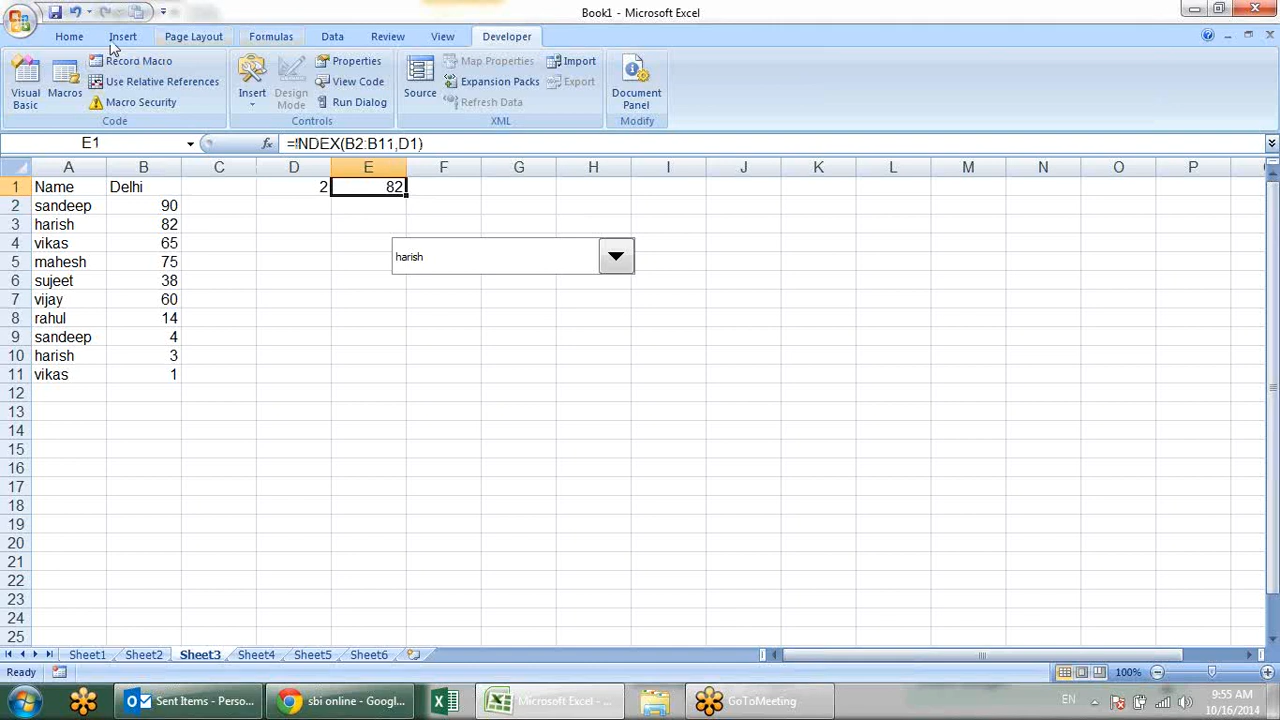 Book1 - Microsoft Excel
Home Insert Page Layout Formulas Data Review View Developer
Visual Basic
Macros
Record Macro
Use Relative References
Macro Security
Code
Insert
Design Mode
Properties
View Code
Run Dialog
Controls
Source
Map Properties
Expansion Packs
Refresh Data
Import
Export
XML
Document Panel
Modify
E1 fx =INDEX(B2:B11,D1)
A B C D E F G H I J K L M N O P
1 Name Delhi 2 82
2 sandeep 90
3 harish 82
4 vikas 65
harish
5 mahesh 75
6 sujeet 38
7 vijay 60
8 rahul 14
9 sandeep 4
10 harish 3
11 vikas 1
12
13
14
15
16
17
18
19
20
21
22
23
24
25
Sheet1 Sheet2 Sheet3 Sheet4 Sheet5 Sheet6
Ready 100%
Sent Items - Perso... sbi online - Googl... Microsoft Excel - ... GoToMeeting EN 9:55 AM
10/16/2014